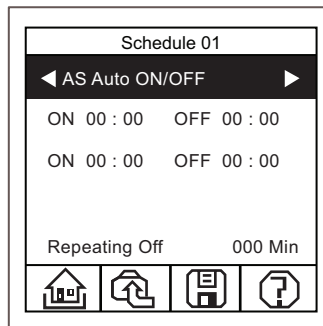 Schedule 01
AS Auto ON/OFF
ON 00 : 00 OFF 00 : 00
ON 00 : 00 OFF 00 : 00
Repeating Off 000 Min
?